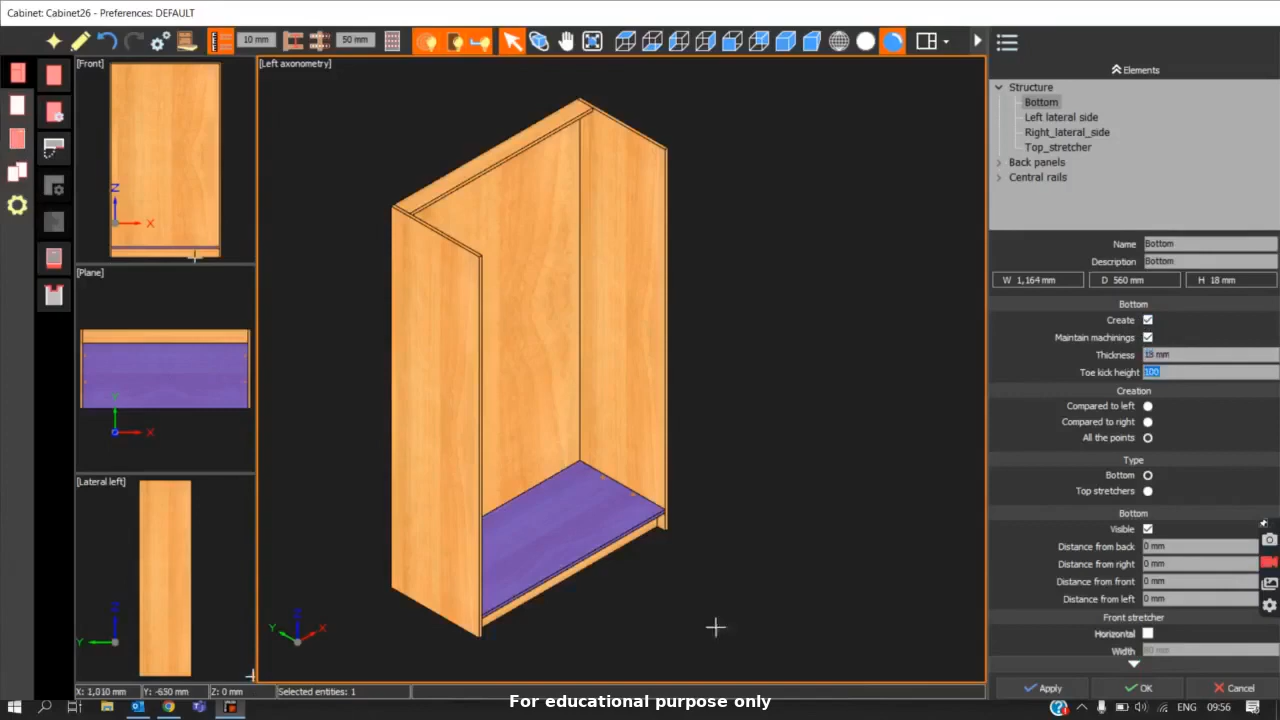 Cabinet: Cabinet26 - Preferences: DEFAULT
10 mm
50 mm
[Front]
Z
X
[Plane]
Y
X
[Lateral left]
Z
Y
[Left axonometry]
Z
Y
X
Elements
Structure
Bottom
Left lateral side
Right_lateral_side
Top_stretcher
Back panels
Central rails
Name Bottom
Description Bottom
W 1,164 mm D 560 mm H 18 mm
Bottom
Create
Maintain machinings
Thickness 18 mm
Toe kick height 100
Creation
Compared to left
Compared to right
All the points
Type
Bottom
Top stretchers
Bottom
Visible
Distance from back 0 mm
Distance from right 0 mm
Distance from front 0 mm
Distance from left 0 mm
Front stretcher
Horizontal
Width
Apply OK Cancel
X: 1,810 mm Y: -650 mm Z: 0 mm Selected entities: 1
For educational purpose only
ENG 09:56